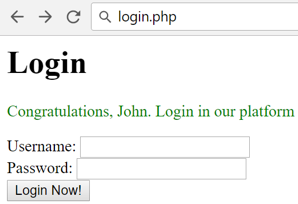 login.php
Login
Congratulations, John. Login in our platform
Username:
Password:
Login Now!